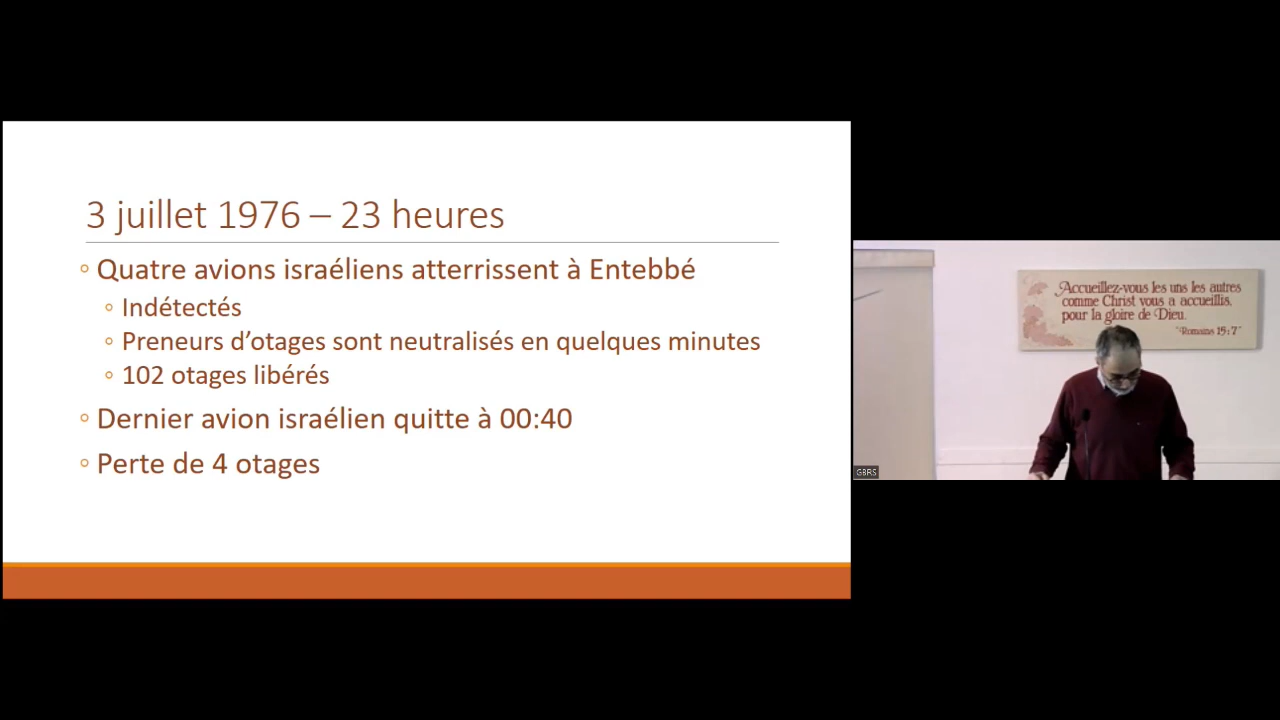 3 juillet 1976 – 23 heures
Quatre avions israéliens atterrissent à Entebbé
Indétectés
Preneurs d'otages sont neutralisés en quelques minutes
102 otages libérés
Dernier avion israélien quitte à 00:40
Perte de 4 otages
Accueillez-vous les uns les autres
comme Christ vous a accueillis,
pour la gloire de Dieu.
"Romains 15:7"
GBRS